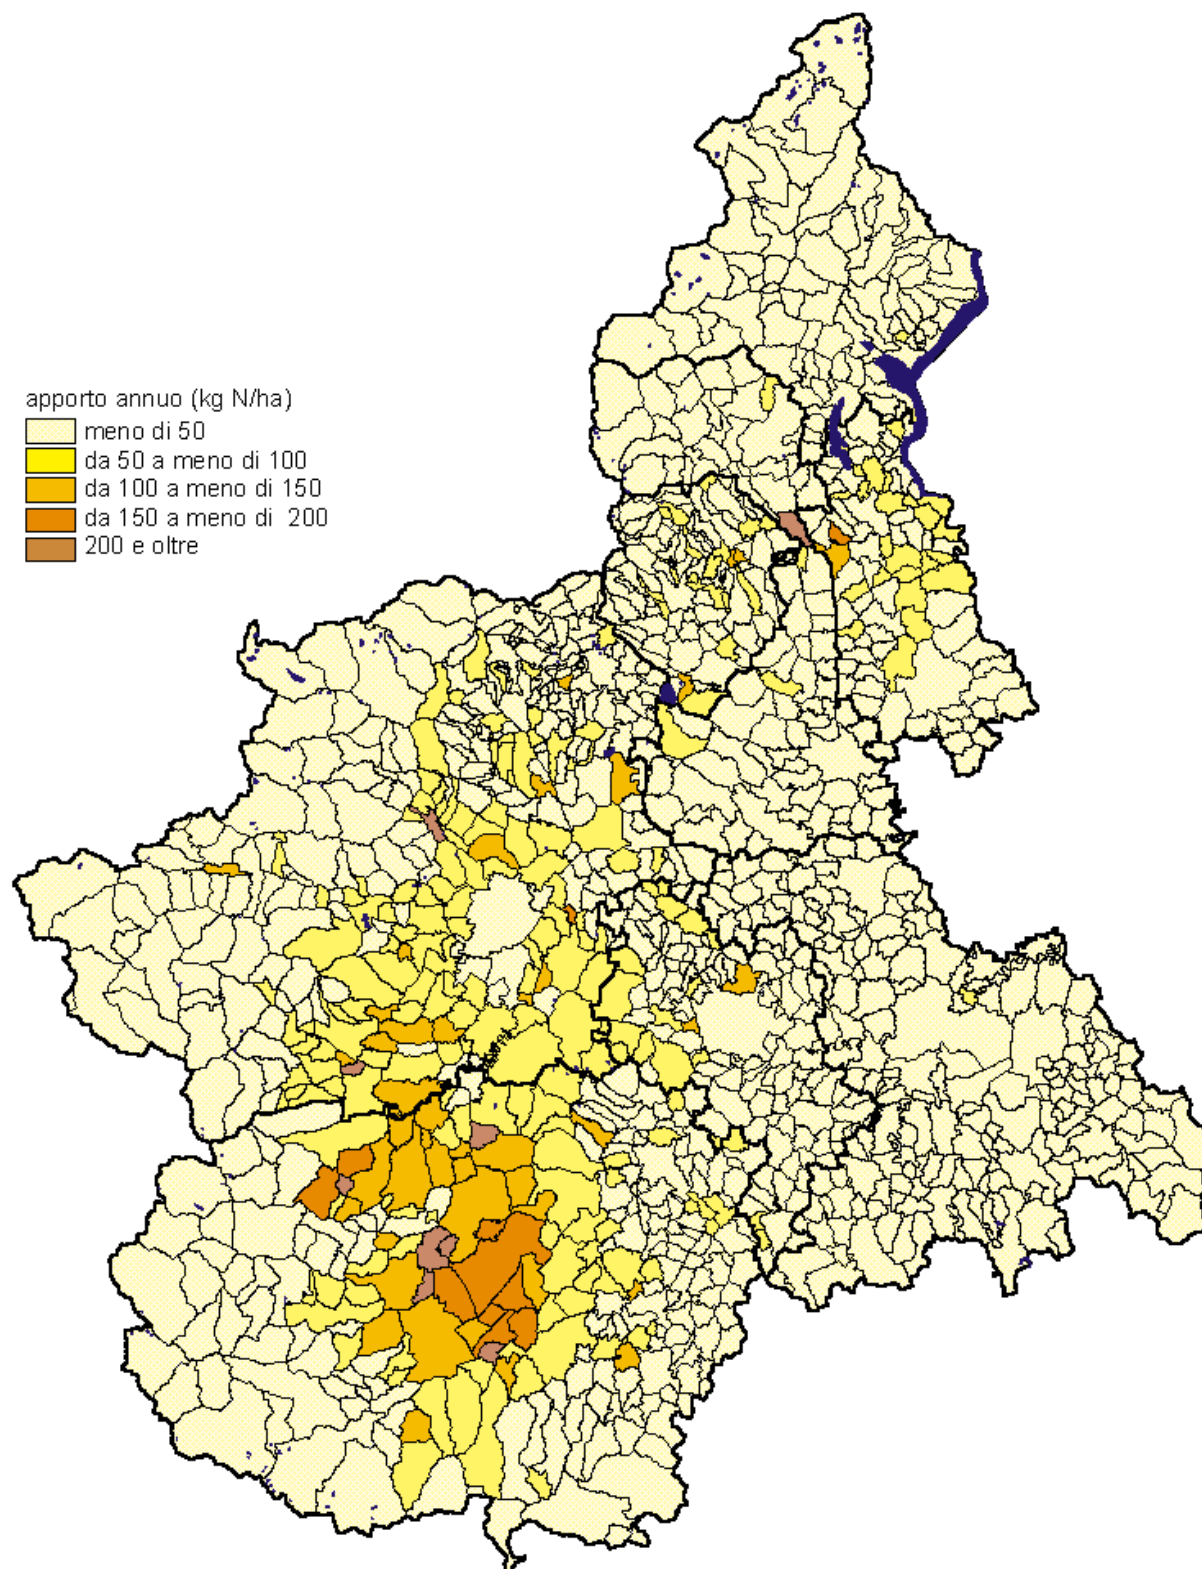 apporto annuo (kg N/ha)
meno di 50
da 50 a meno di 100
da 100 a meno di 150
da 150 a meno di 200
200 e oltre